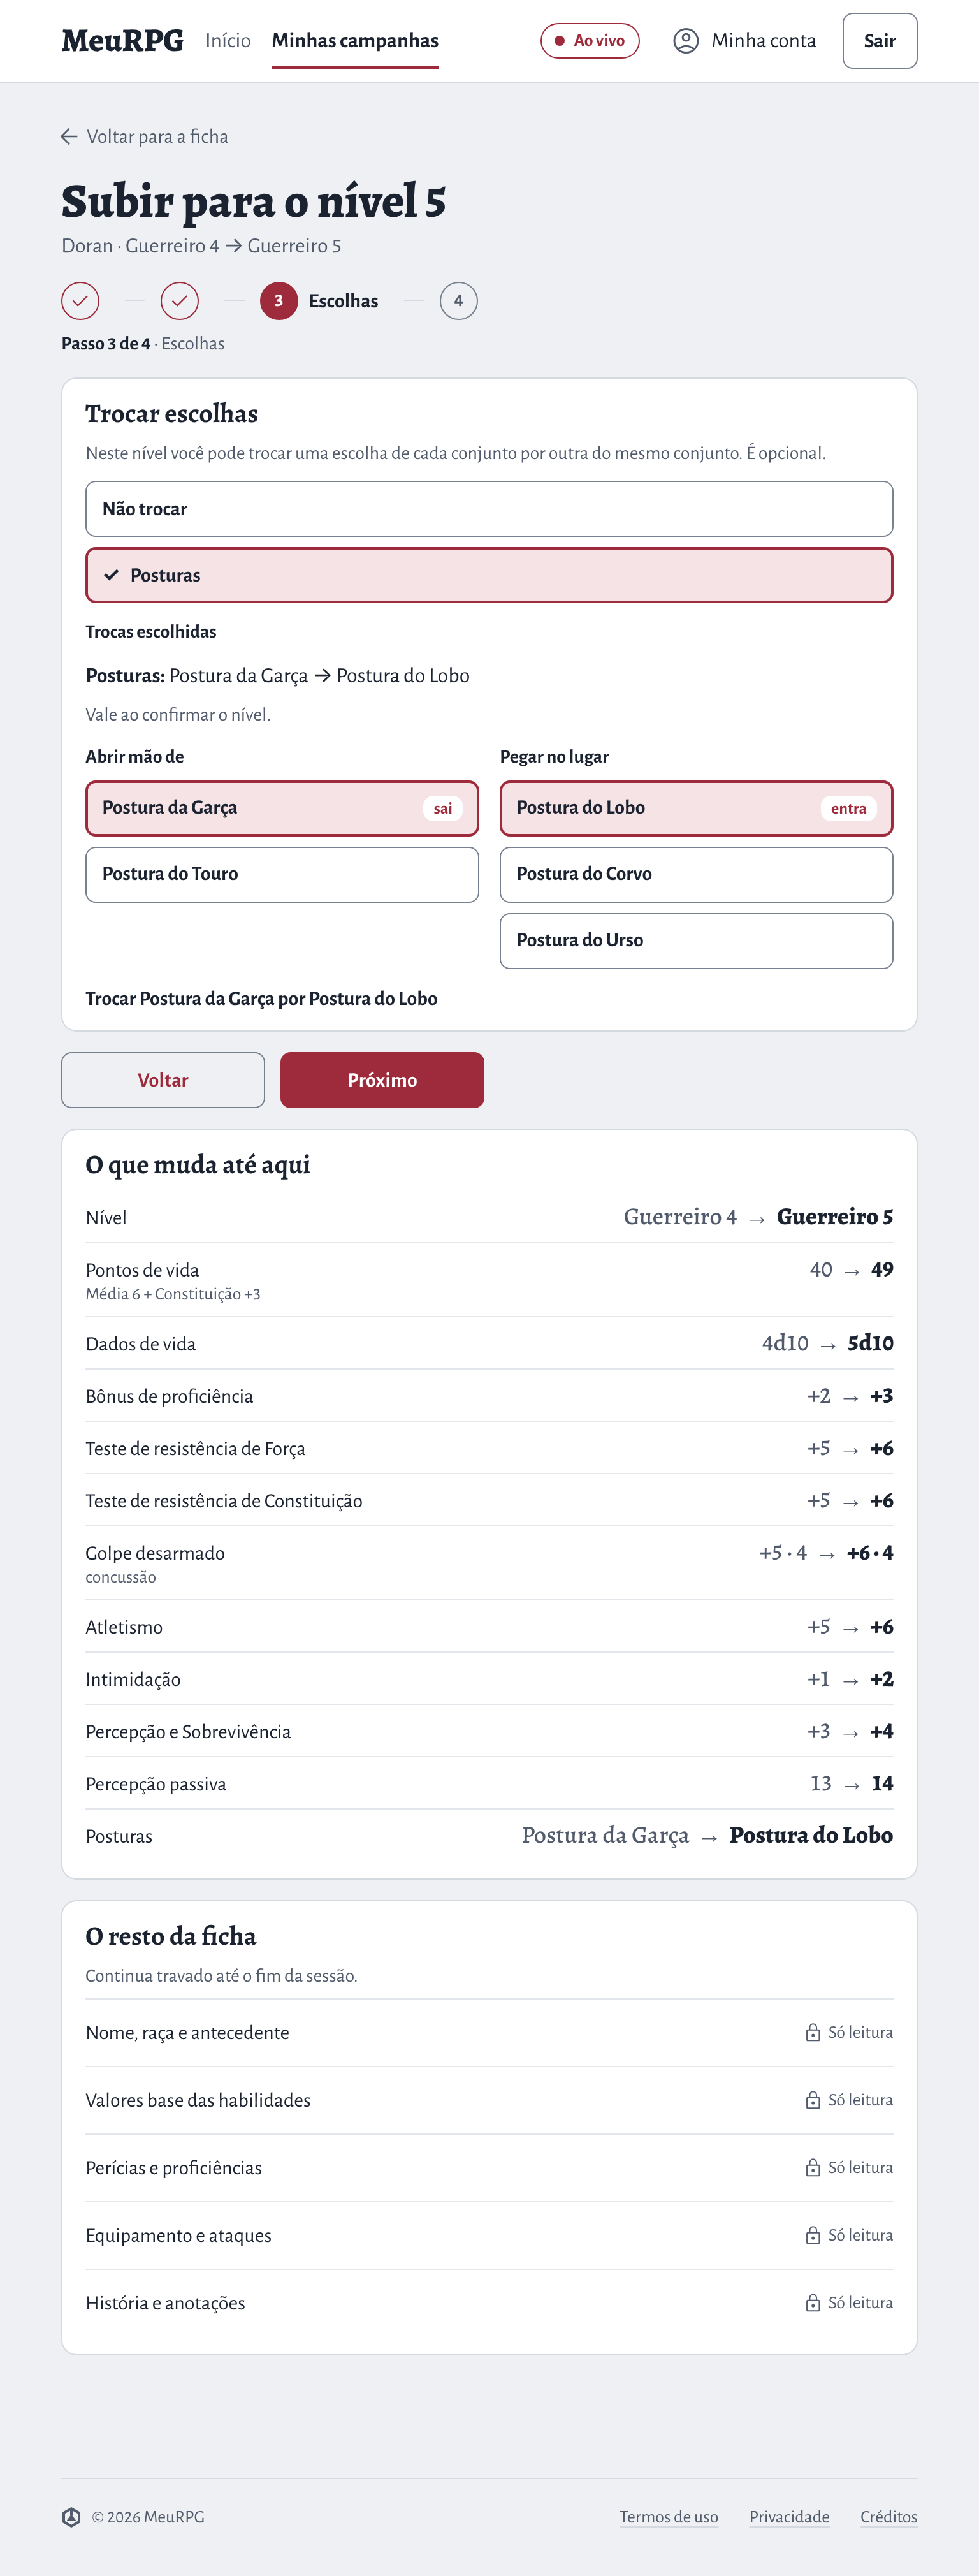 MeuRPG Início Minhas campanhas Ao vivo Minha conta Sair
Voltar para a ficha
Subir para o nível 5
Doran · Guerreiro 4 → Guerreiro 5
3 Escolhas 4
Passo 3 de 4 · Escolhas
Trocar escolhas
Neste nível você pode trocar uma escolha de cada conjunto por outra do mesmo conjunto. É opcional.
Não trocar
Posturas
Trocas escolhidas
Posturas: Postura da Garça → Postura do Lobo
Vale ao confirmar o nível.
Abrir mão de
Postura da Garça sai
Postura do Touro
Pegar no lugar
Postura do Lobo entra
Postura do Corvo
Postura do Urso
Trocar Postura da Garça por Postura do Lobo
Voltar Próximo
O que muda até aqui
Nível Guerreiro 4 → Guerreiro 5
Pontos de vida 40 → 49
Média 6 + Constituição +3
Dados de vida 4d10 → 5d10
Bônus de proficiência +2 → +3
Teste de resistência de Força +5 → +6
Teste de resistência de Constituição +5 → +6
Golpe desarmado +5 · 4 → +6 · 4
concussão
Atletismo +5 → +6
Intimidação +1 → +2
Percepção e Sobrevivência +3 → +4
Percepção passiva 13 → 14
Posturas Postura da Garça → Postura do Lobo
O resto da ficha
Continua travado até o fim da sessão.
Nome, raça e antecedente Só leitura
Valores base das habilidades Só leitura
Perícias e proficiências Só leitura
Equipamento e ataques Só leitura
História e anotações Só leitura
© 2026 MeuRPG Termos de uso Privacidade Créditos